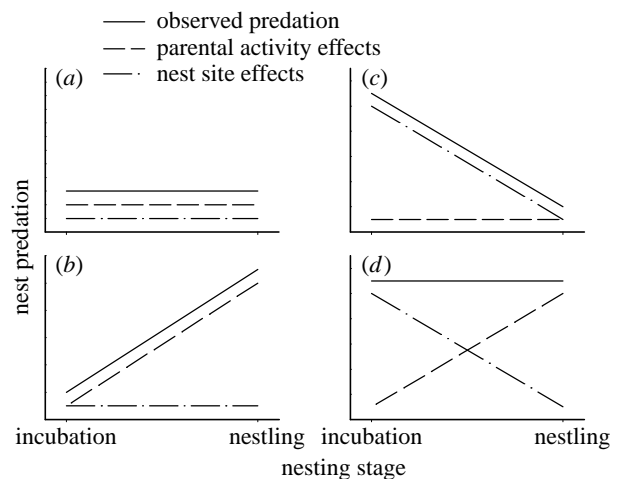 observed predation
parental activity effects
nest site effects
(a)
(c)
(b)
(d)
nest predation
incubation
nestling
incubation
nestling
nesting stage